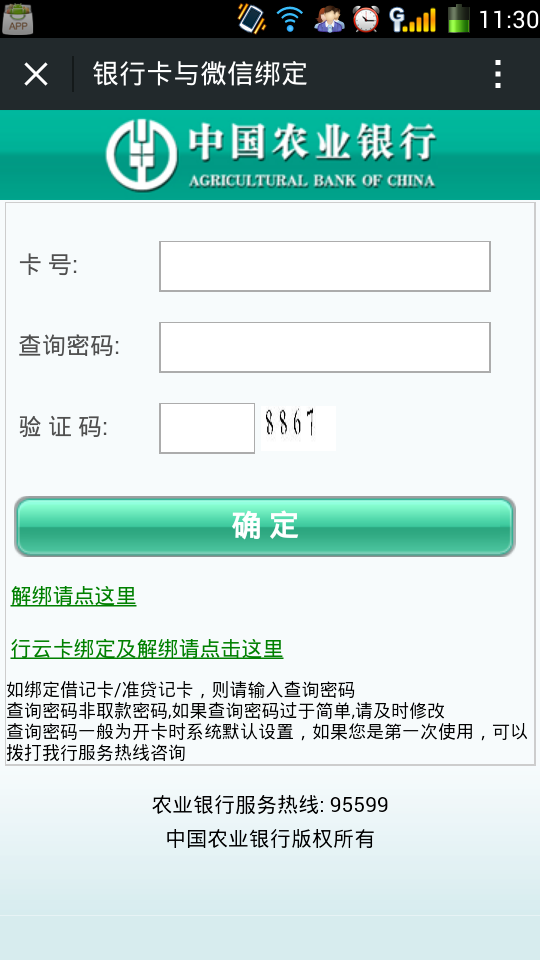 APP
G
11:30
银行卡与微信绑定
中国农业银行
AGRICULTURAL BANK OF CHINA
卡 号:
查询密码:
验 证 码:
8867
确 定
解绑请点这里
行云卡绑定及解绑请点击这里
如绑定借记卡/准贷记卡，则请输入查询密码
查询密码非取款密码,如果查询密码过于简单,请及时修改
查询密码一般为开卡时系统默认设置，如果您是第一次使用，可以
拨打我行服务热线咨询
农业银行服务热线: 95599
中国农业银行版权所有